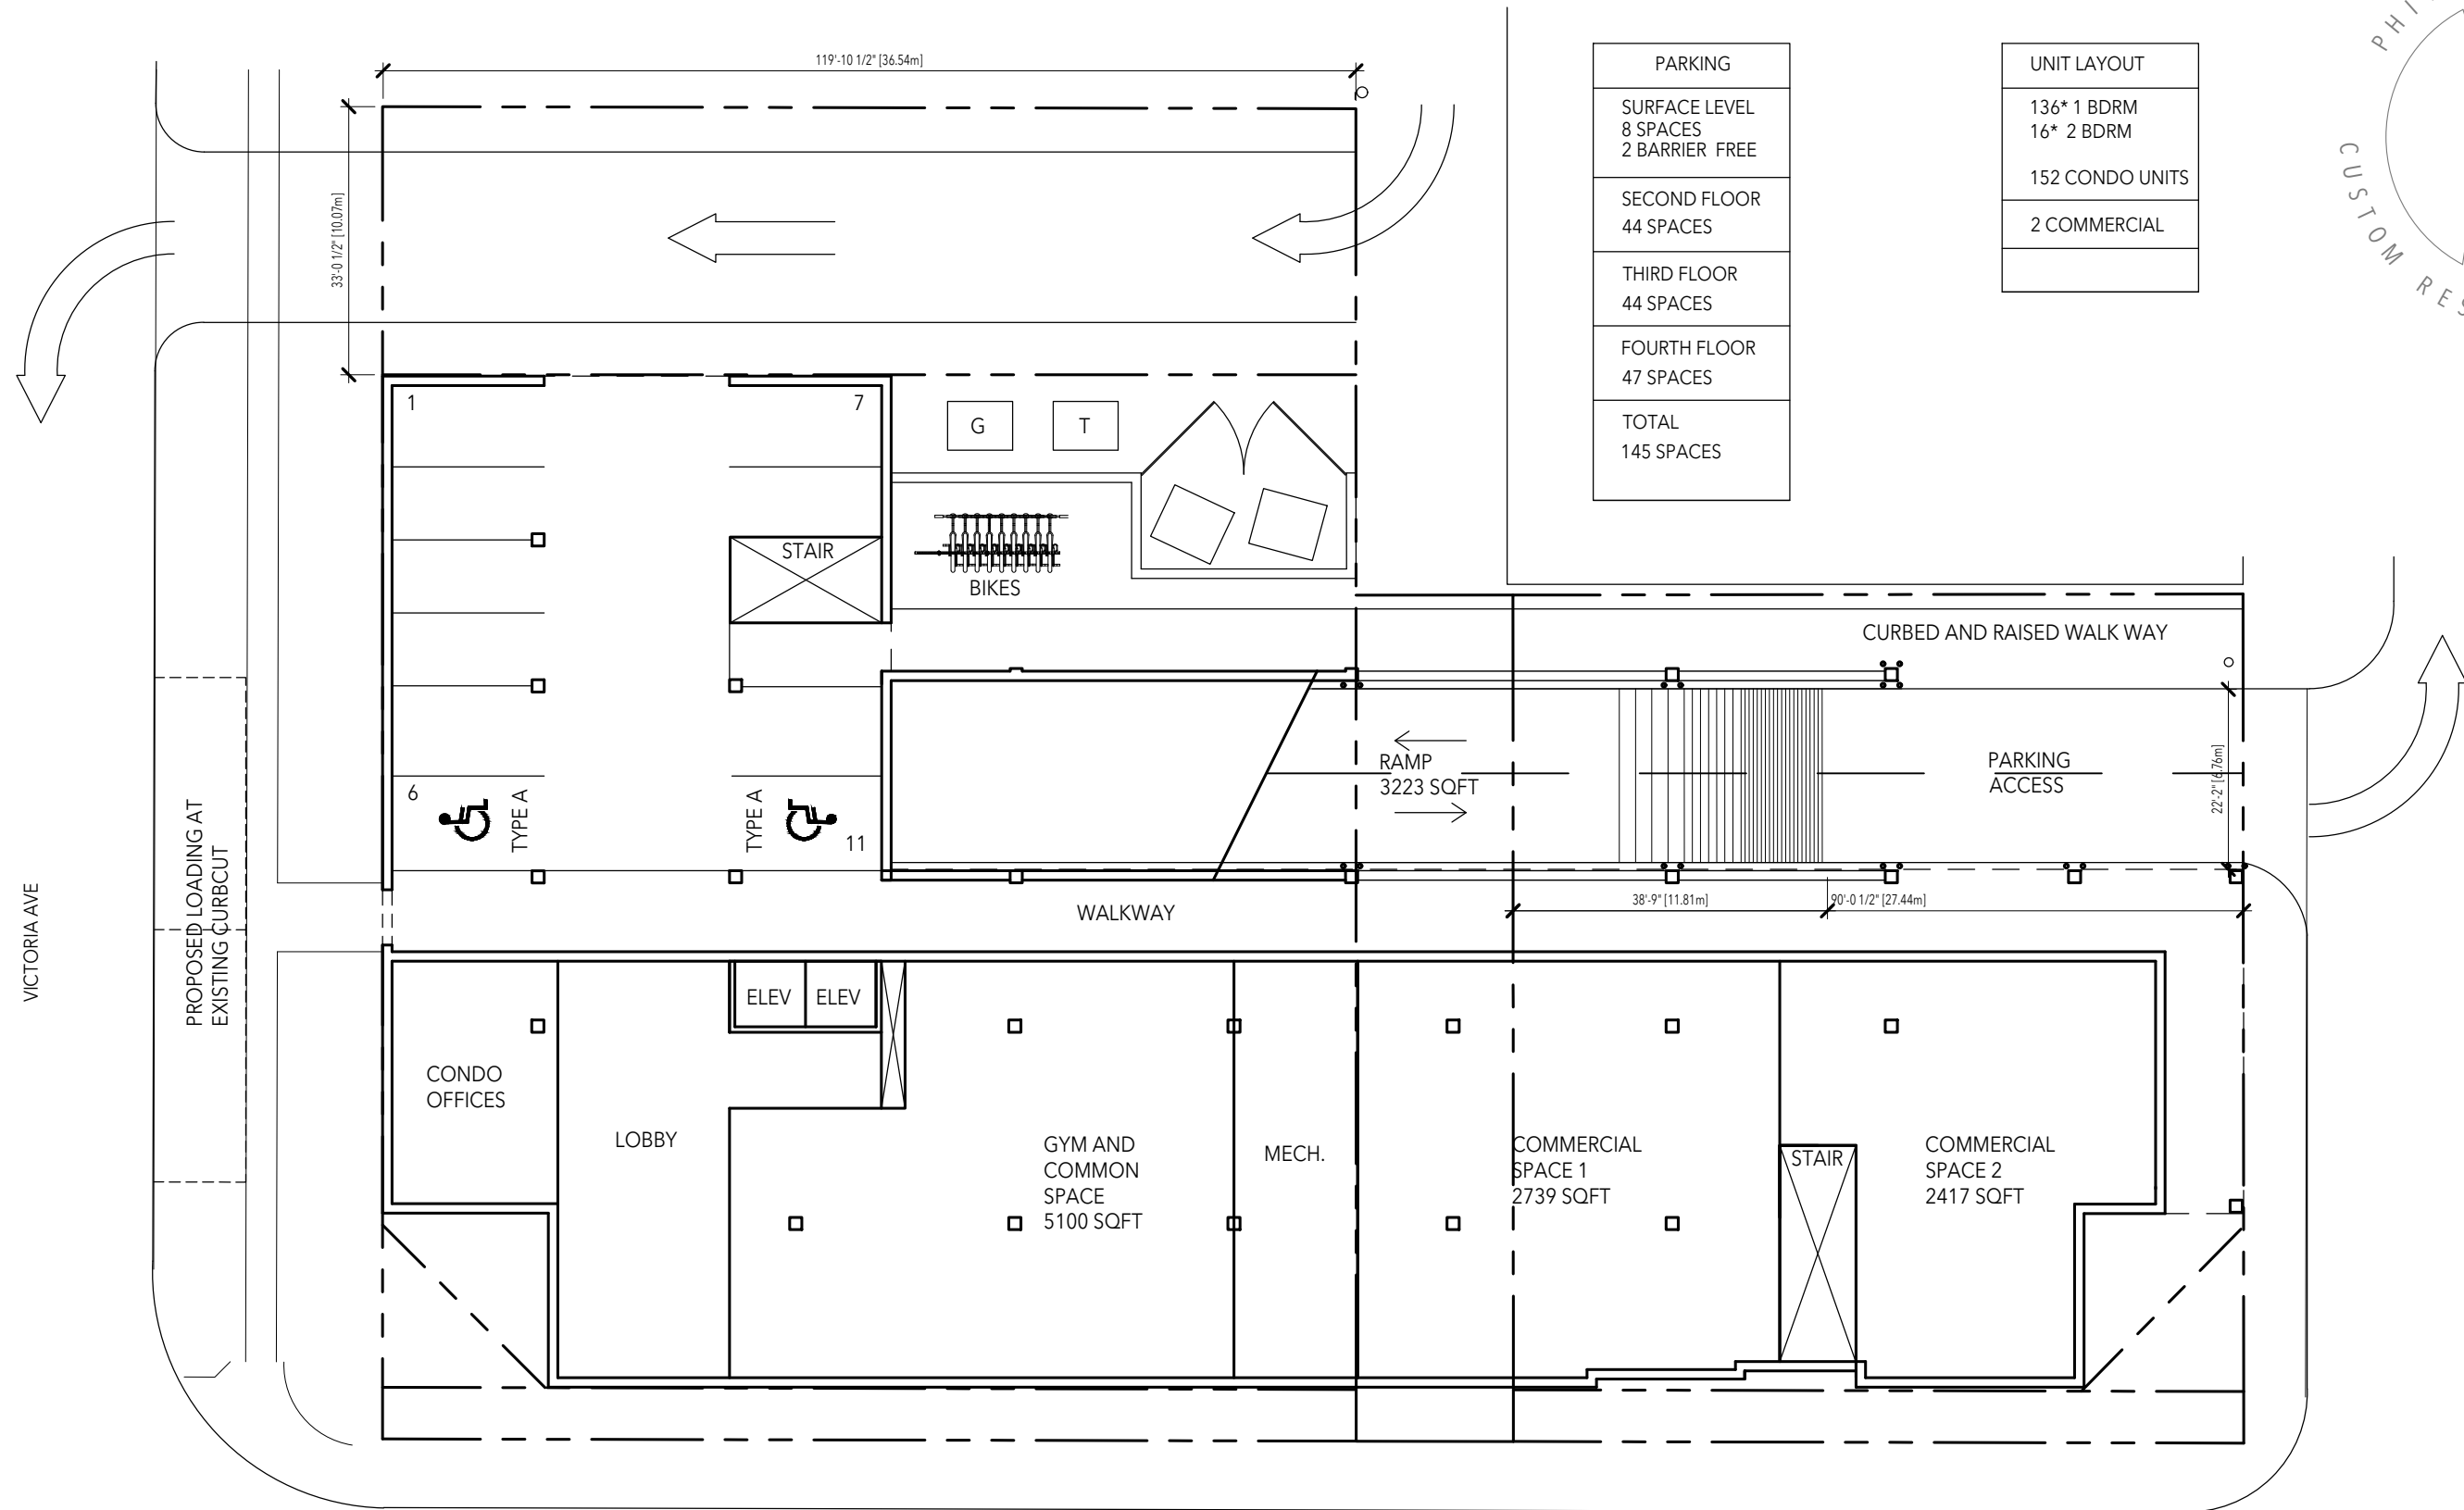 119'-10 1/2" [36.54m]
33'-0 1/2" [10.07m]
PARKING
SURFACE LEVEL
8 SPACES
2 BARRIER FREE
SECOND FLOOR
44 SPACES
THIRD FLOOR
44 SPACES
FOURTH FLOOR
47 SPACES
TOTAL
145 SPACES
UNIT LAYOUT
136* 1 BDRM
16* 2 BDRM
152 CONDO UNITS
2 COMMERCIAL
CUSTOM
1
7
G
T
STAIR
BIKES
CURBED AND RAISED WALK WAY
6
TYPE A
TYPE A
11
RAMP
3223 SQFT
PARKING
ACCESS
22'-2" [6.76m]
38'-9" [11.81m]
90'-0 1/2" [27.44m]
WALKWAY
VICTORIA AVE
PROPOSED LOADING AT
EXISTING CURBCUT
ELEV
ELEV
CONDO
OFFICES
LOBBY
GYM AND
COMMON
SPACE
5100 SQFT
MECH.
COMMERCIAL
SPACE 1
2739 SQFT
STAIR
COMMERCIAL
SPACE 2
2417 SQFT